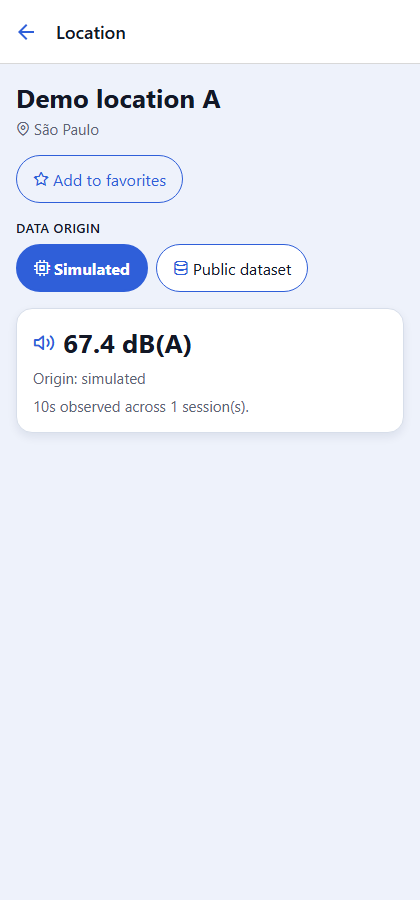 Location
Demo location A
São Paulo
Add to favorites
DATA ORIGIN
Simulated
Public dataset
67.4 dB(A)
Origin: simulated
10s observed across 1 session(s).